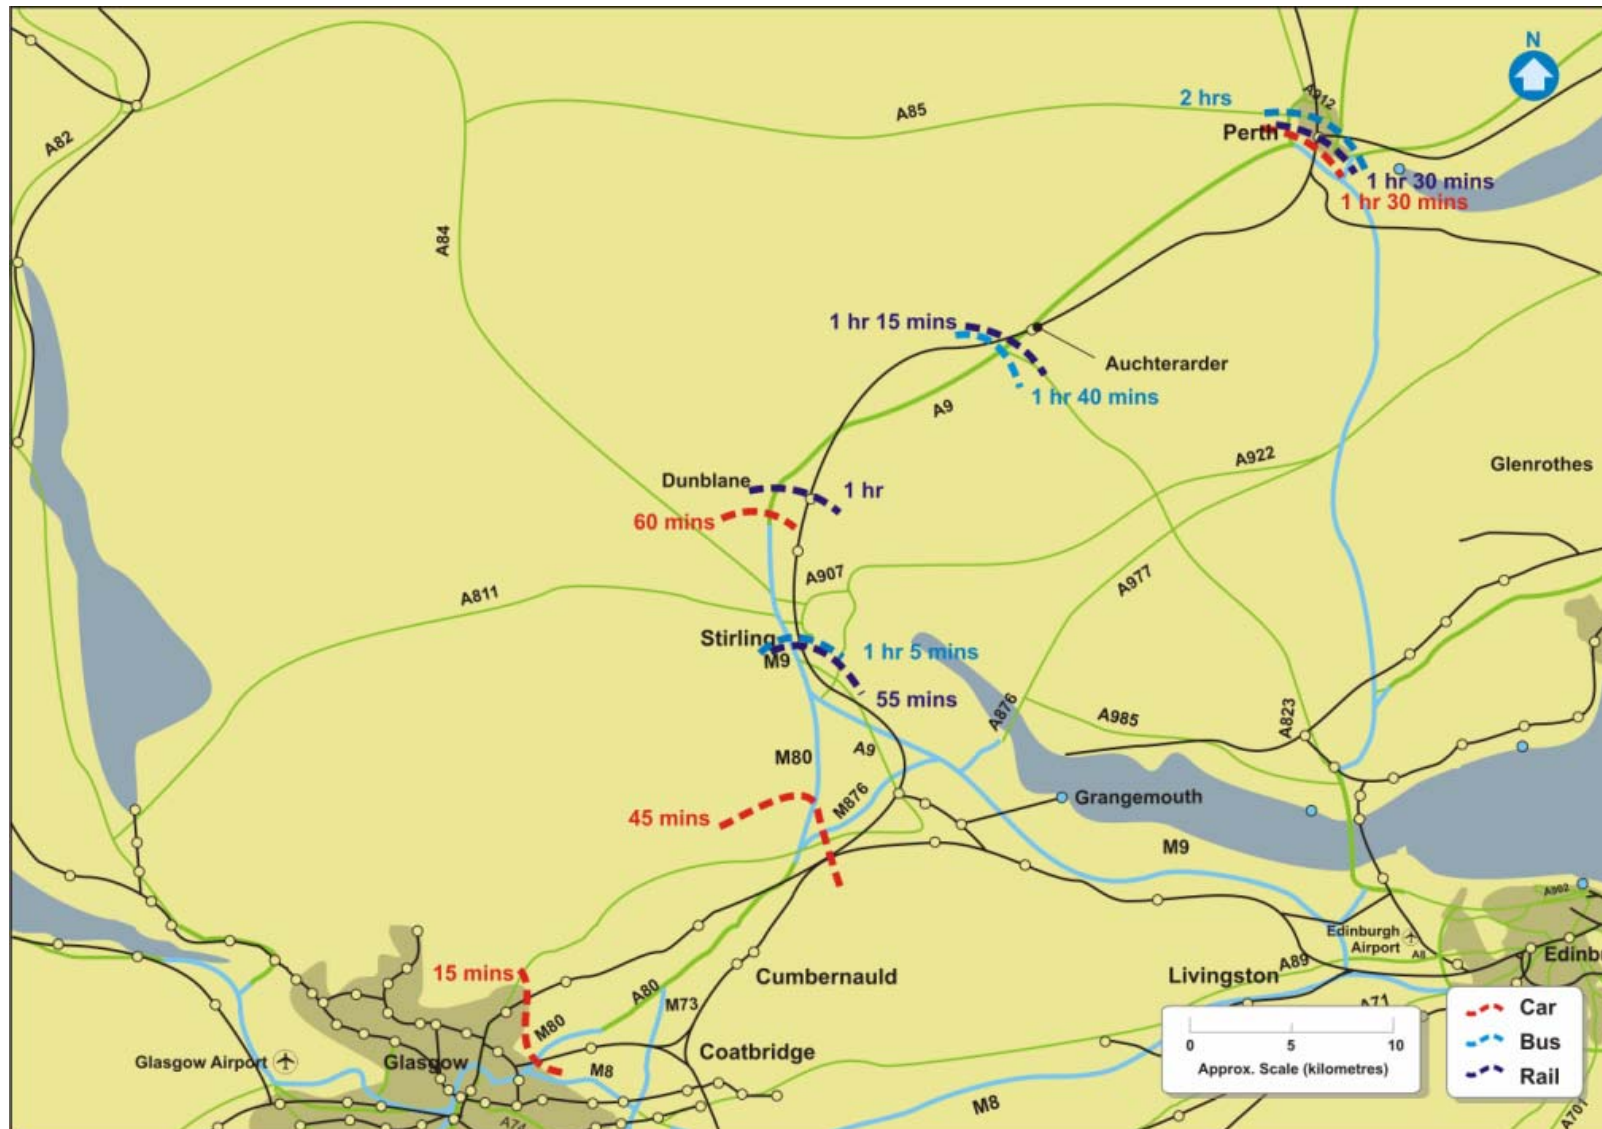 N
2 hrs
A912
A85
A82
Perth
1 hr 30 mins
1 hr 30 mins
A84
1 hr 15 mins
Auchterarder
1 hr 40 mins
A9
A922
Glenrothes
Dunblane
1 hr
60 mins
A907
A977
A811
Stirling
M9
1 hr 5 mins
55 mins
A876
A985
A823
M80
A9
M876
Grangemouth
45 mins
M9
A902
Edinburgh
Airport
A8
Edinbu
15 mins
Cumbernauld
Livingston
A89
A80
M73
A71
M80
Glasgow Airport
Glasgow
Coatbridge
M8
M8
A74
A701
0 5 10
Approx. Scale (kilometres)
Car
Bus
Rail